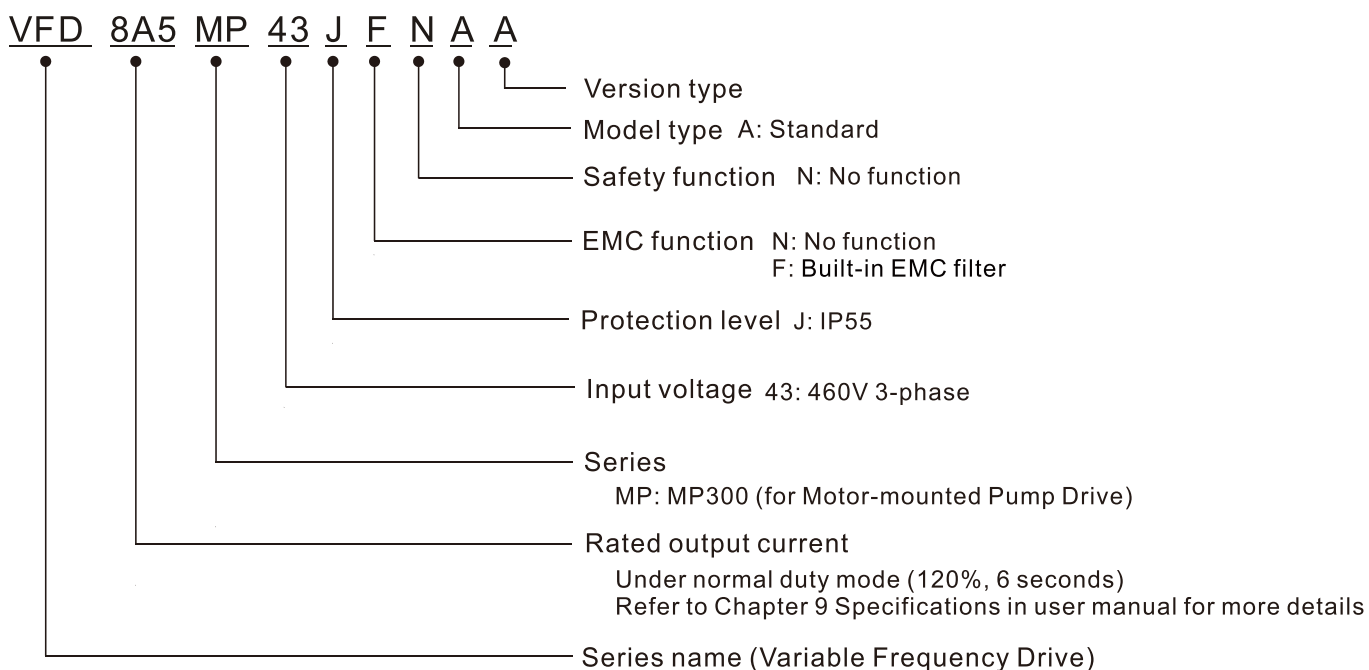 VFD 8A5 MP 43 J F N A A
Version type
Model type A: Standard
Safety function N: No function
EMC function N: No function
F: Built-in EMC filter
Protection level J: IP55
Input voltage 43: 460V 3-phase
Series
MP: MP300 (for Motor-mounted Pump Drive)
Rated output current
Under normal duty mode (120%, 6 seconds)
Refer to Chapter 9 Specifications in user manual for more details
Series name (Variable Frequency Drive)